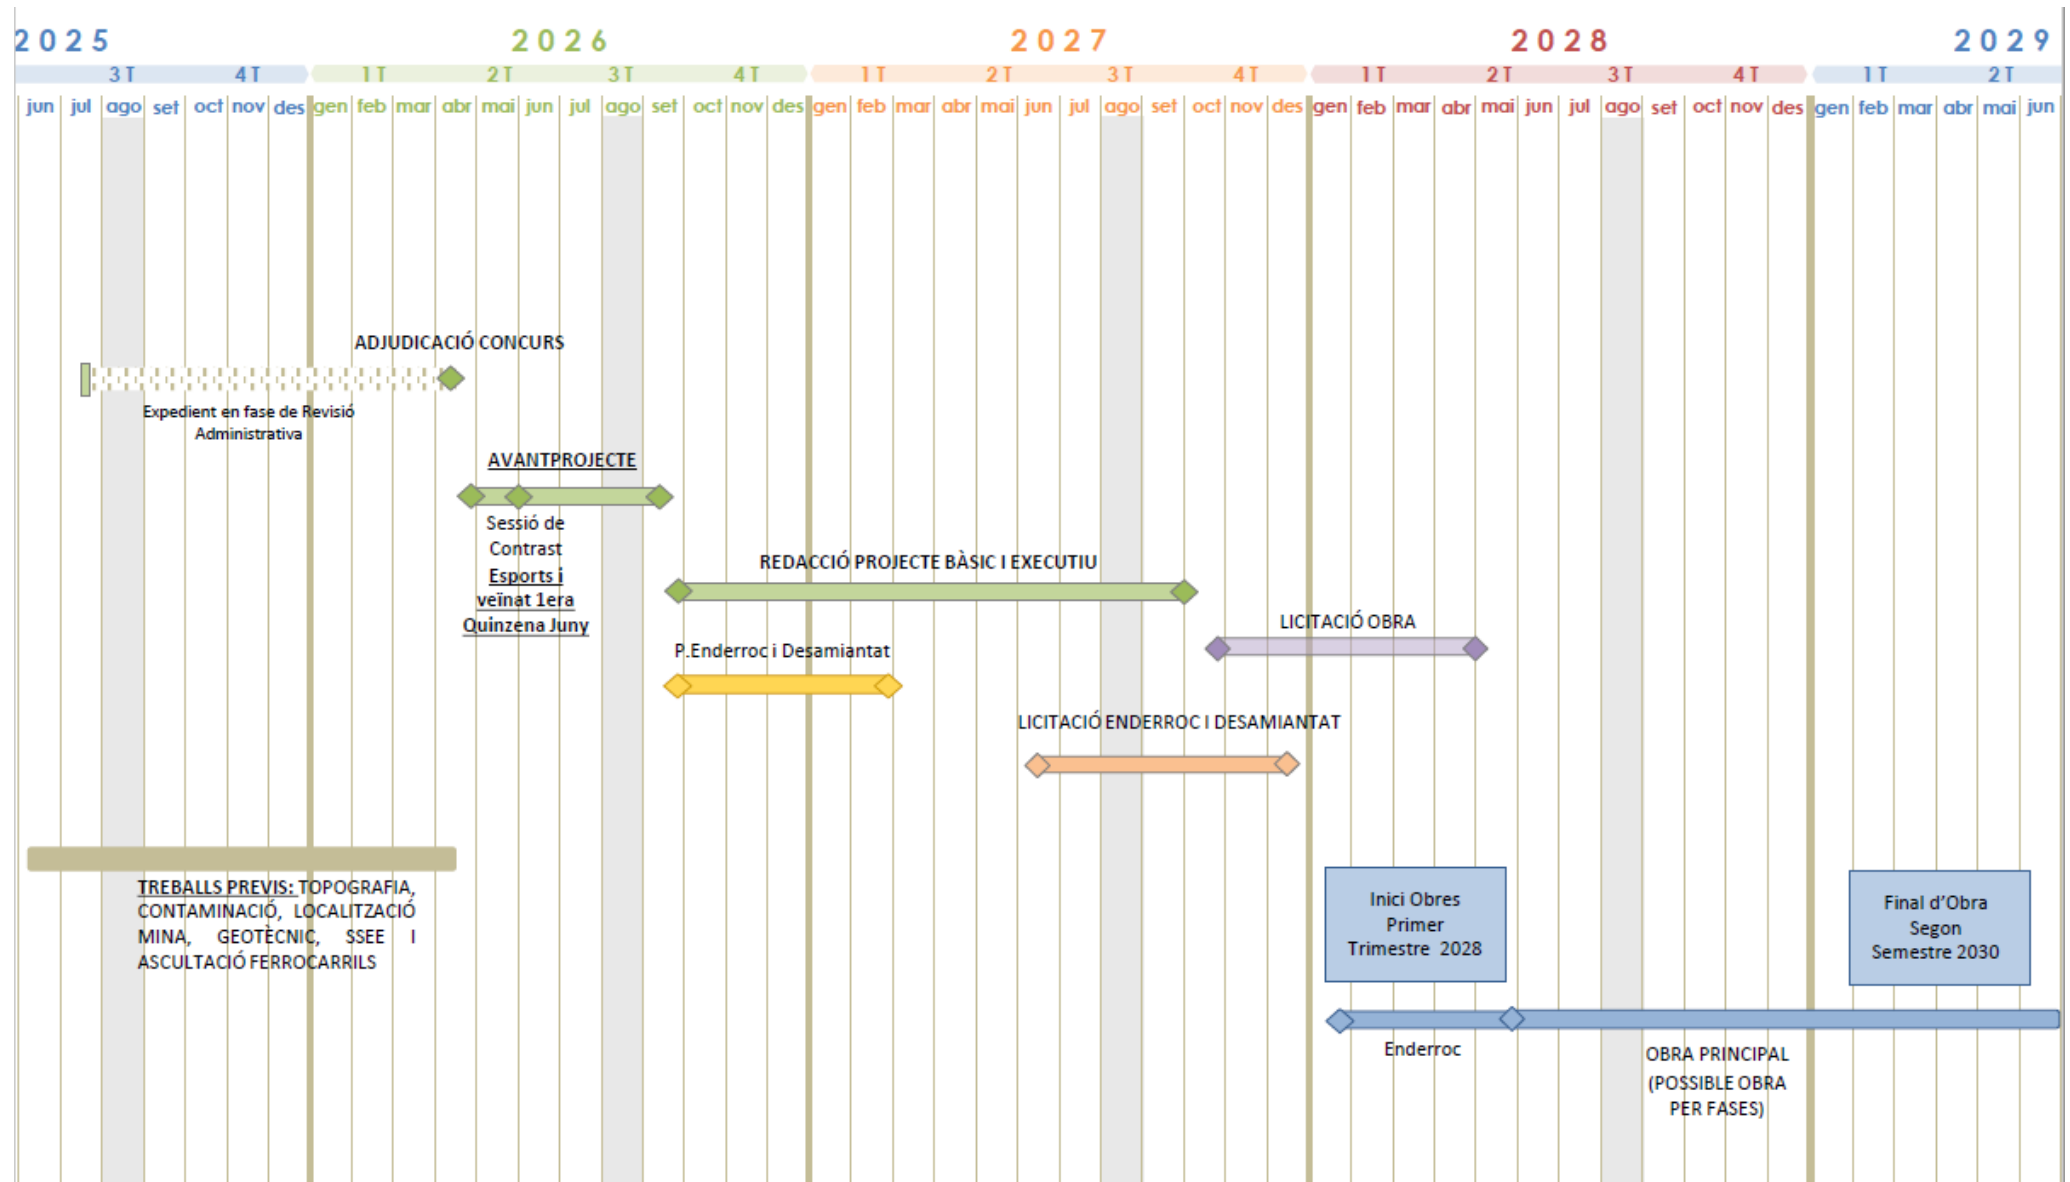 2025 2026 2027 2028 2029
3T 4T 1T 2T 3T 4T 1T 2T 3T 4T 1T 2T 3T 4T 1T 2T
jun jul ago set oct nov des gen feb mar abr mai jun jul ago set oct nov des gen feb mar abr mai jun jul ago set oct nov des gen feb mar abr mai jun jul ago set oct nov des gen feb mar abr mai jun
ADJUDICACIÓ CONCURS
Expedient en fase de Revisió
Administrativa
AVANTPROJECTE
Sessió de
Contrast
Esports i
veïnat 1era
Quinzena Juny
REDACCIÓ PROJECTE BÀSIC I EXECUTIU
LICITACIÓ OBRA
P.Enderroc i Desamiantat
LICITACIÓ ENDERROC I DESAMIANTAT
TREBALLS PREVIS: TOPOGRAFIA,
CONTAMINACIÓ, LOCALITZACIÓ
MINA, GEOTÈCNIC, SSEE I
ASCULTACIÓ FERROCARRILS
Inici Obres
Primer
Trimestre 2028
Final d'Obra
Segon
Semestre 2030
Enderroc
OBRA PRINCIPAL
(POSSIBLE OBRA
PER FASES)